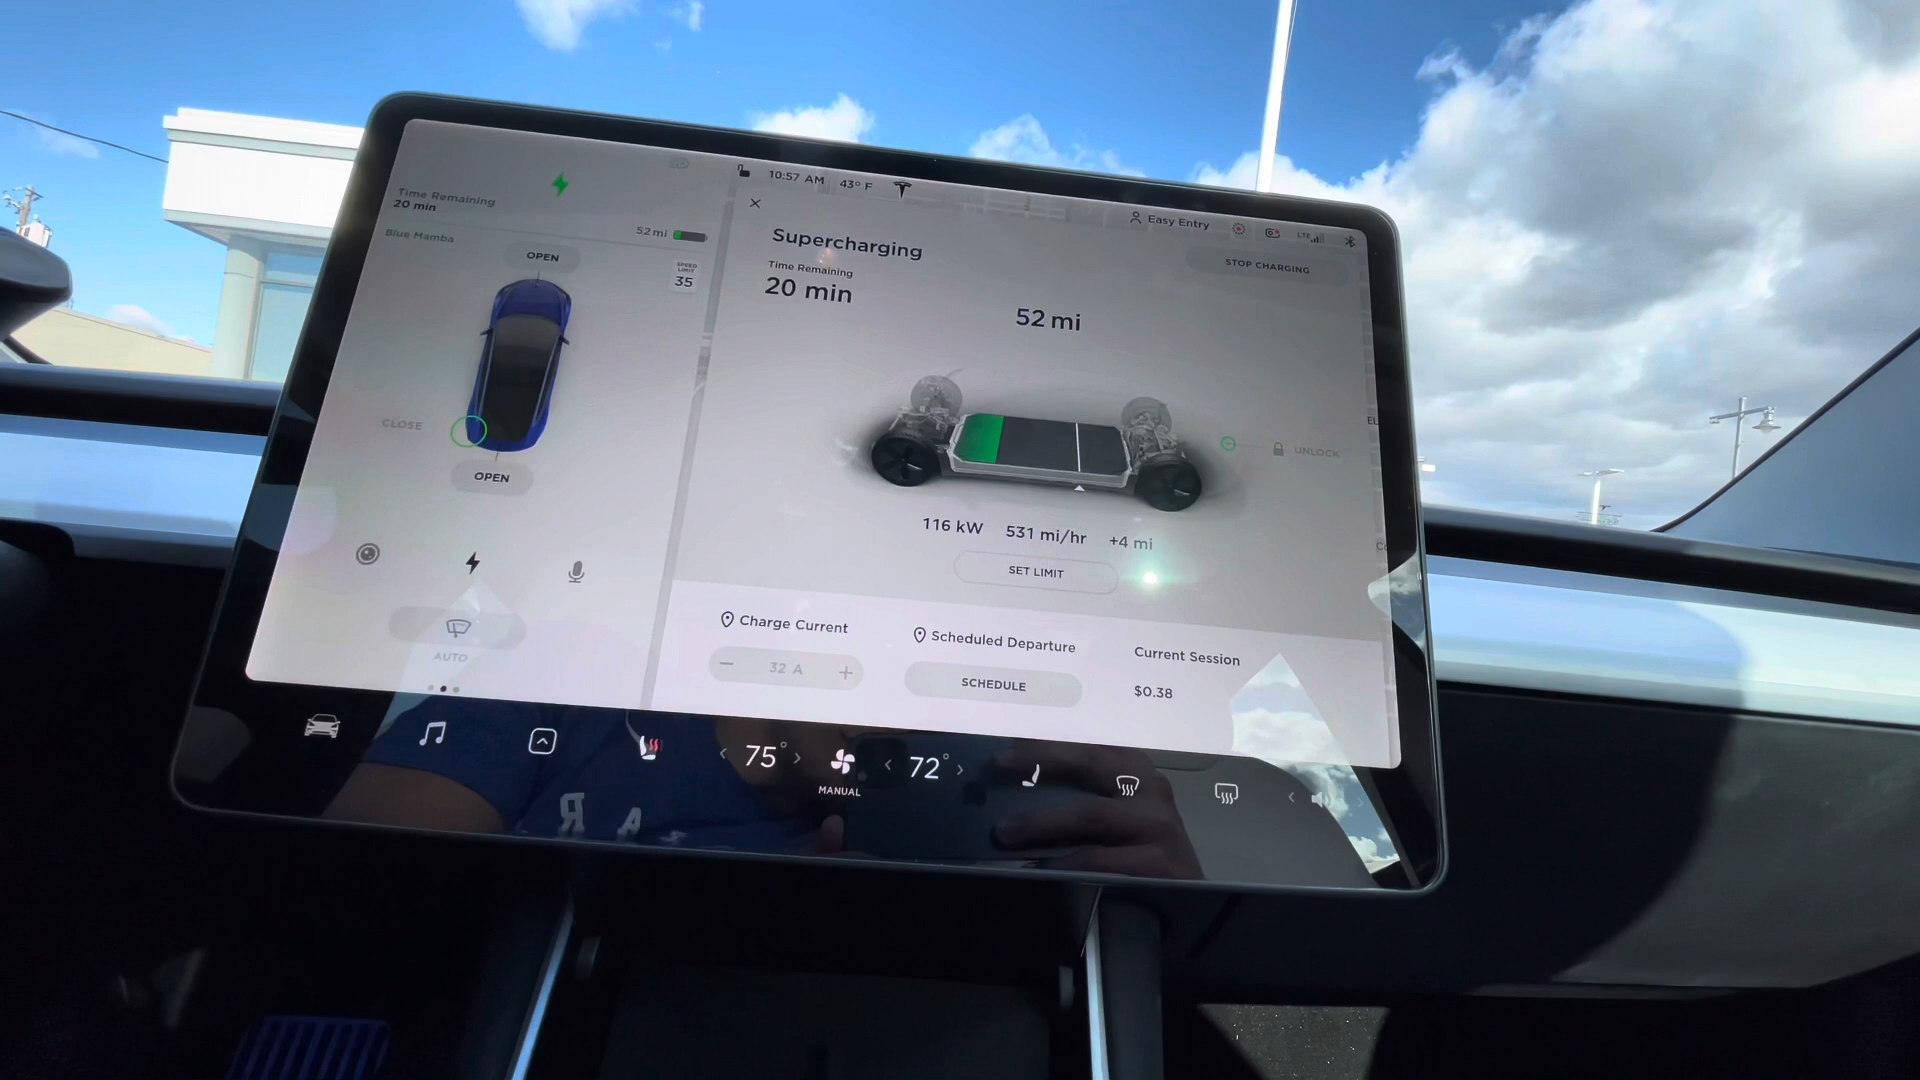 10:57 AM 43° F
Easy Entry
LTE
Time Remaining
20 min
Blue Mamba
52 mi
SPEED
LIMIT
35
OPEN
CLOSE
OPEN
AUTO
Supercharging
STOP CHARGING
Time Remaining
20 min
52 mi
UNLOCK
116 kW 531 mi/hr +4 mi
SET LIMIT
Charge Current
− 32 A +
Scheduled Departure
SCHEDULE
Current Session
$0.38
< 75° >
MANUAL
< 72° >